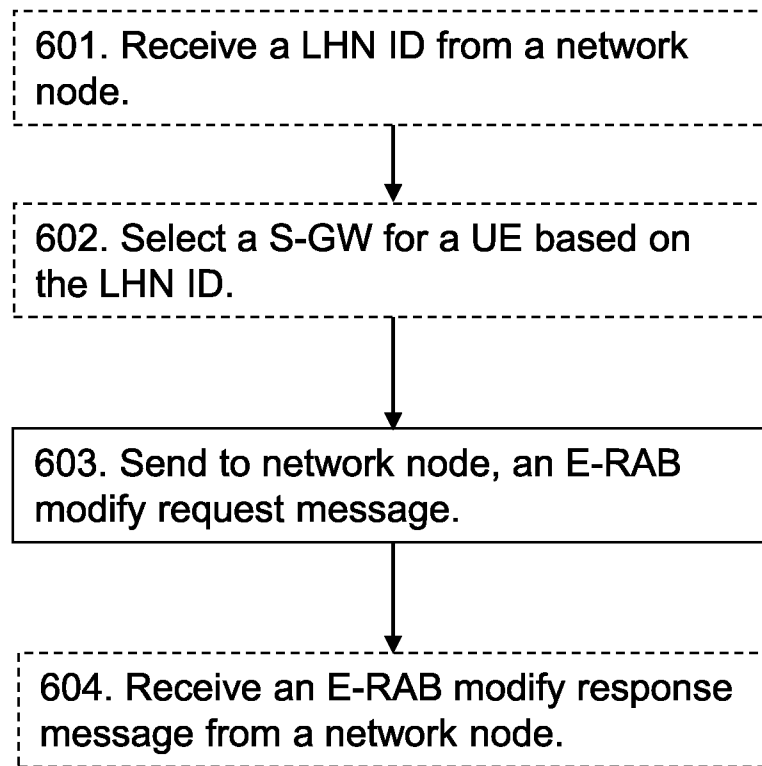 601. Receive a LHN ID from a network
node.
602. Select a S-GW for a UE based on
the LHN ID.
603. Send to network node, an E-RAB
modify request message.
604. Receive an E-RAB modify response
message from a network node.